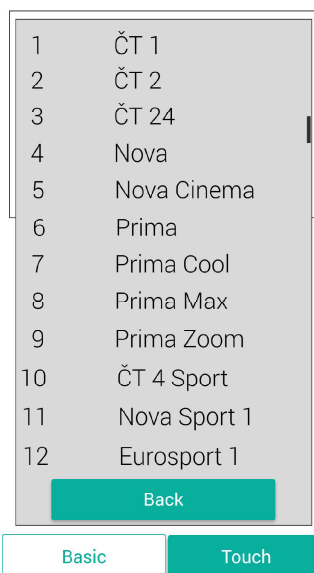 1 ČT 1
2 ČT 2
3 ČT 24
4 Nova
5 Nova Cinema
6 Prima
7 Prima Cool
8 Prima Max
9 Prima Zoom
10 ČT 4 Sport
11 Nova Sport 1
12 Eurosport 1
Back
Basic Touch